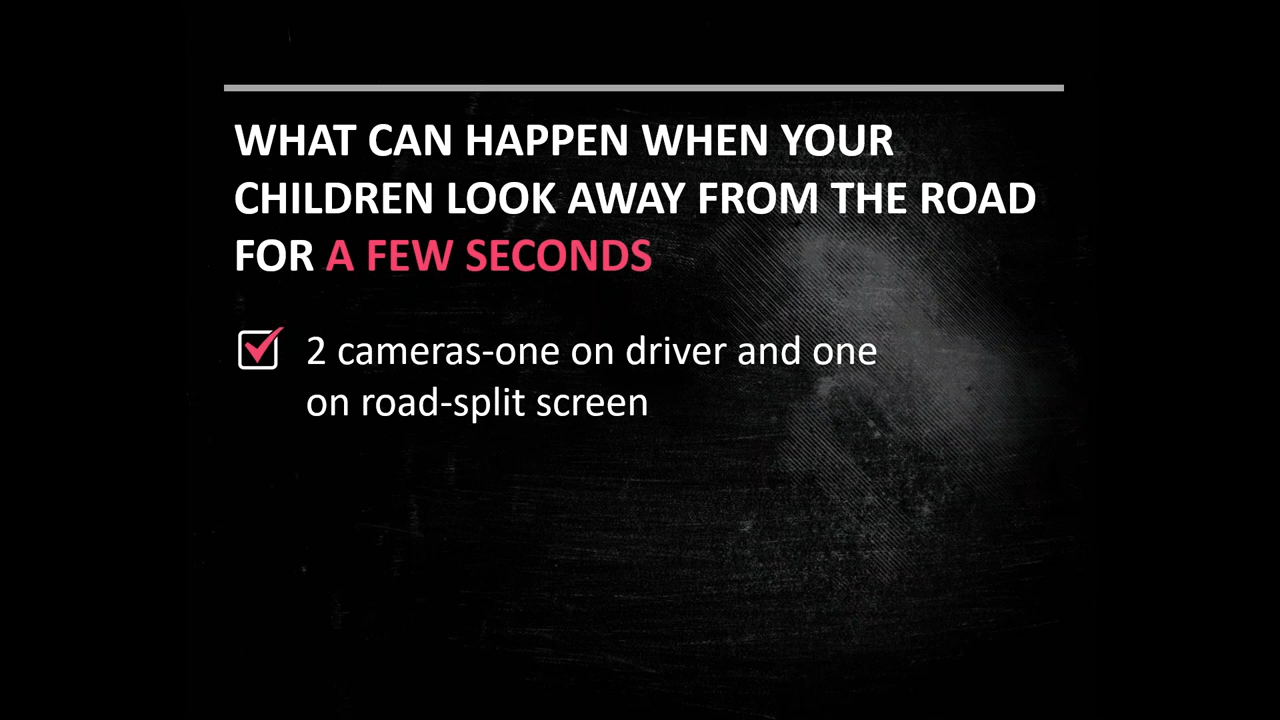 WHAT CAN HAPPEN WHEN YOUR
CHILDREN LOOK AWAY FROM THE ROAD
FOR A FEW SECONDS
2 cameras-one on driver and one
on road-split screen